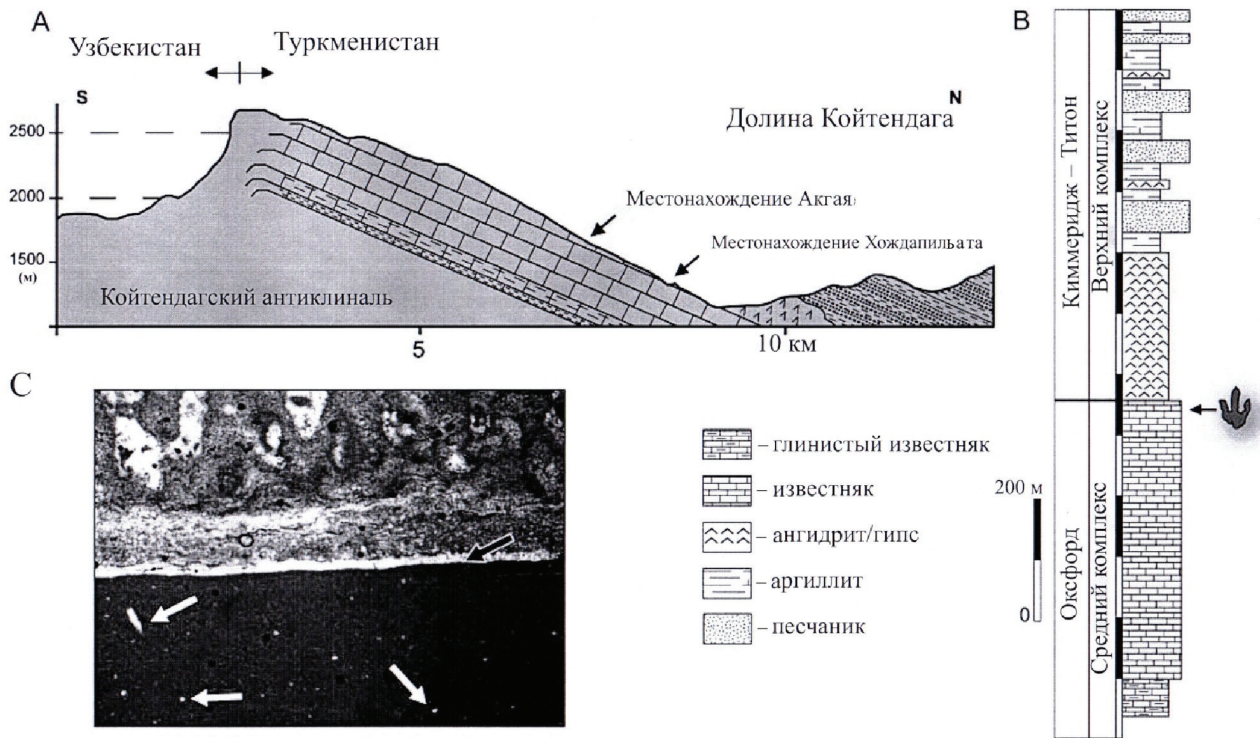 A
Узбекистан
Туркменистан
S
N
2500
2000
1500
(м)
Долина Койтендага
Местонахождение Акгая
Местонахождение Хождапильата
Койтендагский антиклиналь
5
10 км
B
Киммеридж – Титон
Верхний комплекс
Оксфорд
Средний комплекс
200 м
0
C
– глинистый известняк
– известняк
– ангидрит/гипс
– аргиллит
– песчаник